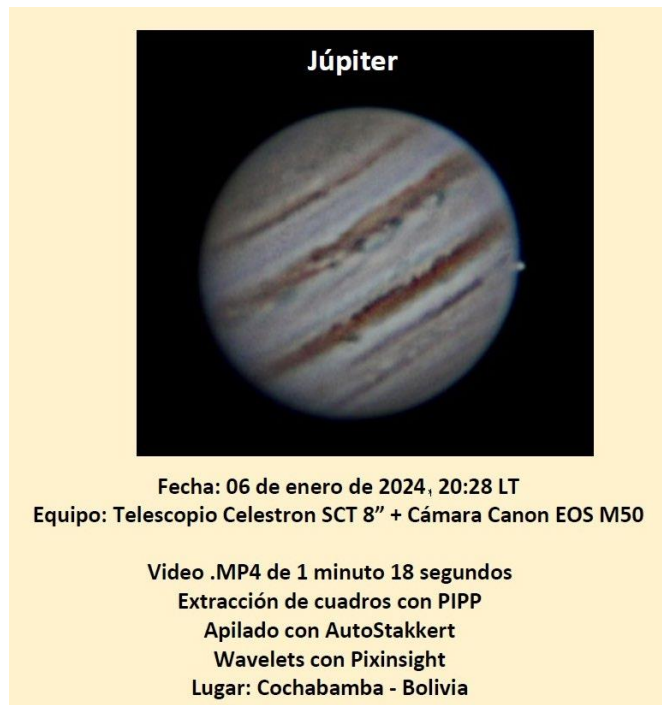 Júpiter
Fecha: 06 de enero de 2024, 20:28 LT
Equipo: Telescopio Celestron SCT 8” + Cámara Canon EOS M50
Video .MP4 de 1 minuto 18 segundos
Extracción de cuadros con PIPP
Apilado con AutoStakkert
Wavelets con Pixinsight
Lugar: Cochabamba - Bolivia